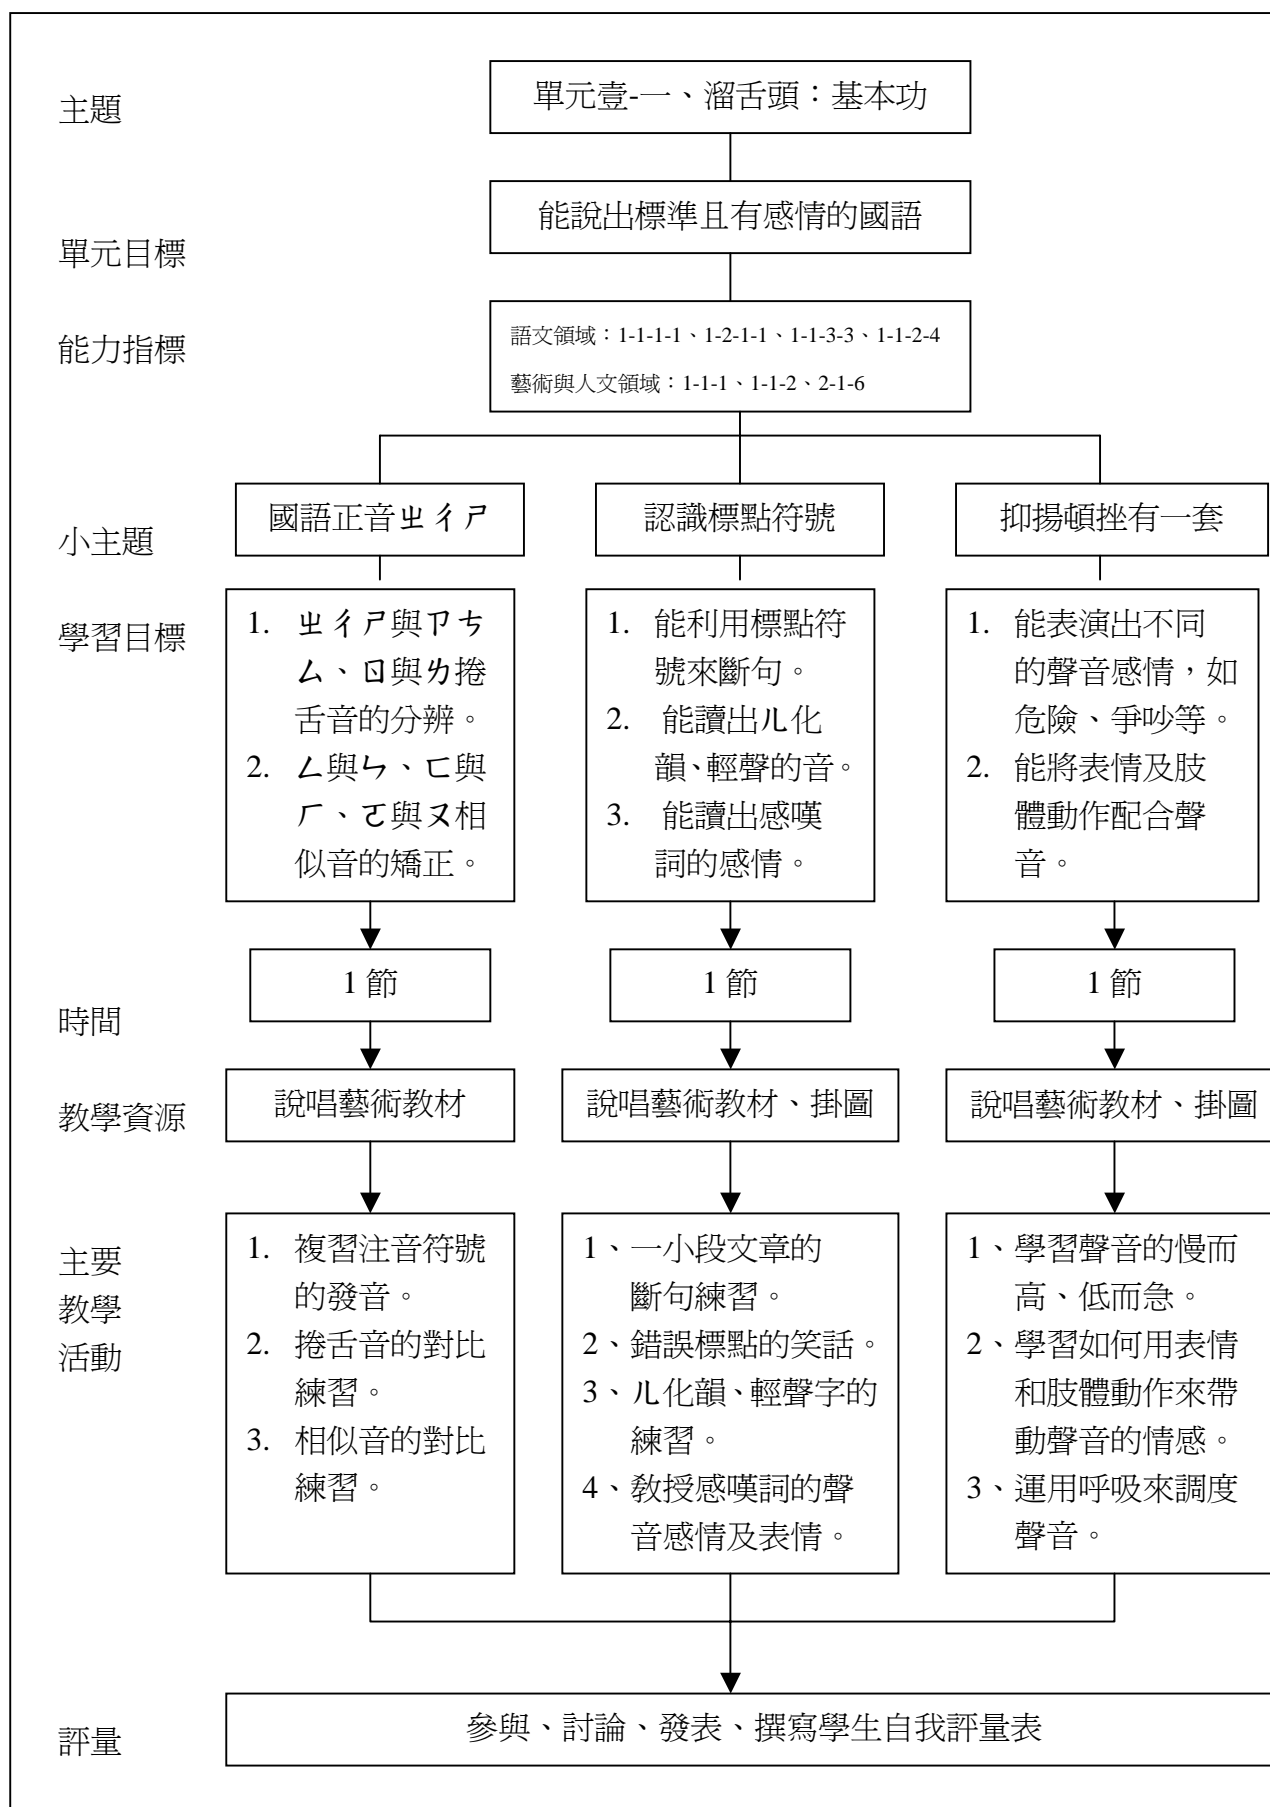 主題
單元壹-一、溜舌頭：基本功
單元目標
能說出標準且有感情的國語
能力指標
語文領域：1-1-1-1、1-2-1-1、1-1-3-3、1-1-2-4
藝術與人文領域：1-1-1、1-1-2、2-1-6
小主題
國語正音ㄓㄔㄕ
認識標點符號
抑揚頓挫有一套
學習目標
1. ㄓㄔㄕ與ㄗㄘ
ㄙ、ㄖ與ㄌ捲
舌音的分辨。
2. ㄥ與ㄣ、ㄈ與
ㄏ、ㄛ與ㄡ相
似音的矯正。
1. 能利用標點符
號來斷句。
2. 能讀出ㄦ化
韻、輕聲的音。
3. 能讀出感嘆
詞的感情。
1. 能表演出不同
的聲音感情，如
危險、爭吵等。
2. 能將表情及肢
體動作配合聲
音。
時間
1 節
1 節
1 節
教學資源
說唱藝術教材
說唱藝術教材、掛圖
說唱藝術教材、掛圖
主要
教學
活動
1. 複習注音符號
的發音。
2. 捲舌音的對比
練習。
3. 相似音的對比
練習。
1、一小段文章的
斷句練習。
2、錯誤標點的笑話。
3、ㄦ化韻、輕聲字的
練習。
4、教授感嘆詞的聲
音感情及表情。
1、學習聲音的慢而
高、低而急。
2、學習如何用表情
和肢體動作來帶
動聲音的情感。
3、運用呼吸來調度
聲音。
評量
參與、討論、發表、撰寫學生自我評量表